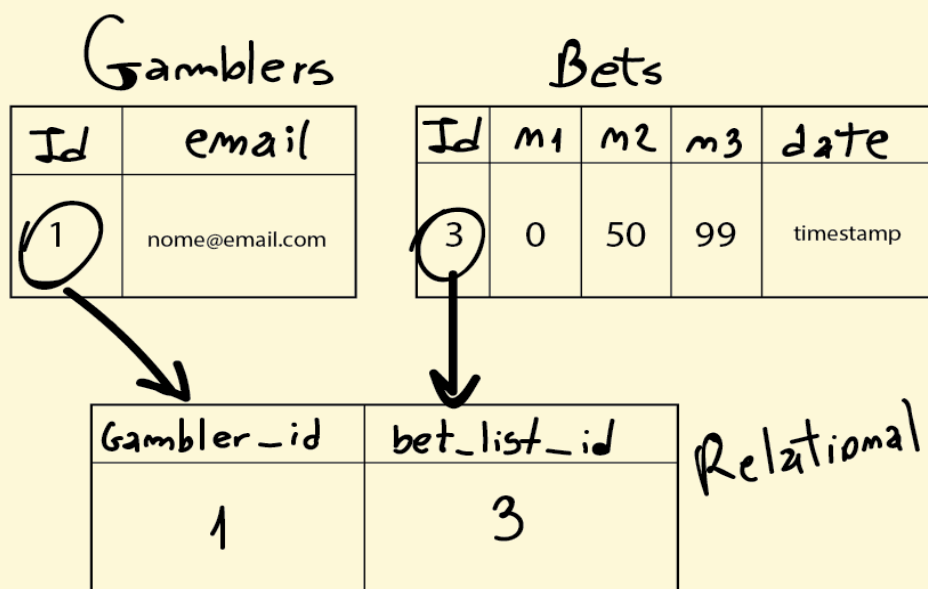 Gamblers
Bets
Id email
Id m1 m2 m3 date
1 nome@email.com
3 0 50 99 timestamp
Gambler_id bet_list_id
Relational
1 3